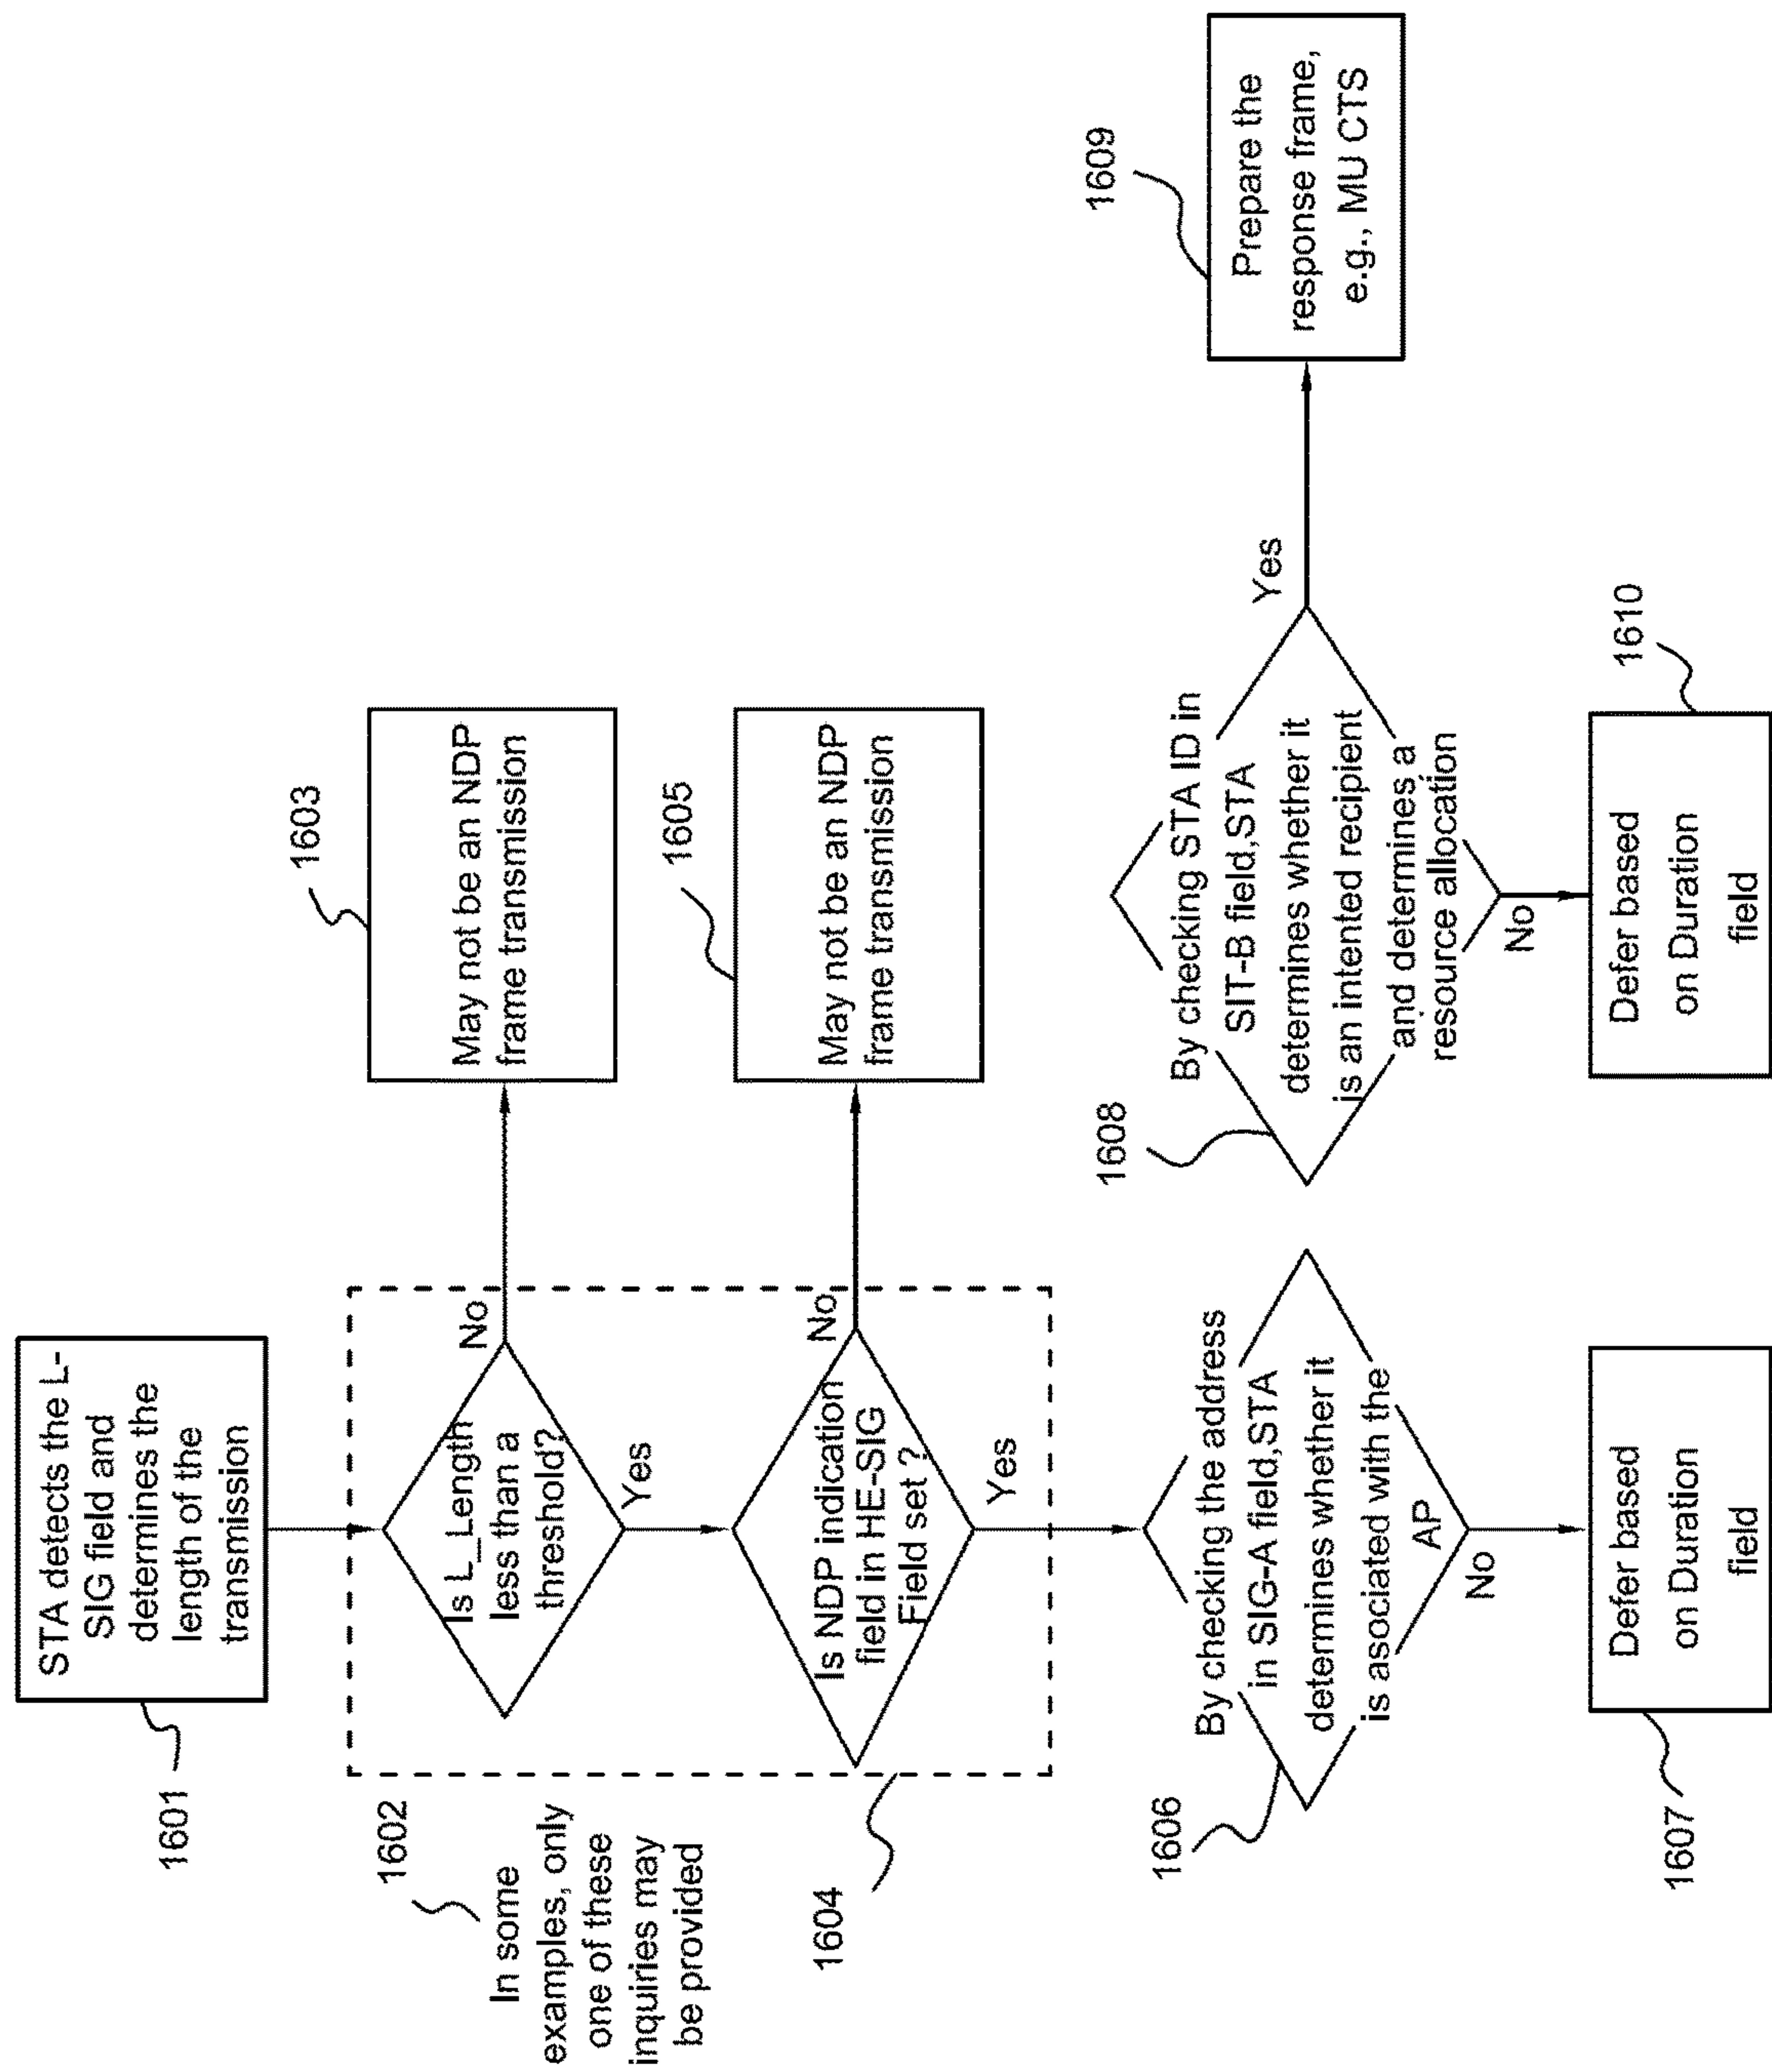 STA detects the L-
SIG field and
determines the
length of the
transmission
1601
1602
In some
examples, only
one of these
inquiries may
be provided
Is L_Length
less than a
threshold?
No
1603
May not be an NDP
frame transmission
Yes
1604
Is NDP indication
field in HE-SIG
Field set ?
No
1605
May not be an NDP
frame transmission
Yes
1606
By checking the address
in SIG-A field,STA
determines whether it
is associated with the
AP
No
1607
Defer based
on Duration
field
1608
By checking STA ID in
SIT-B field,STA
determines whether it
is an intented recipient
and determines a
resource allocation
Yes
1609
Prepare the
response frame,
e.g., MU CTS
No
1610
Defer based
on Duration
field